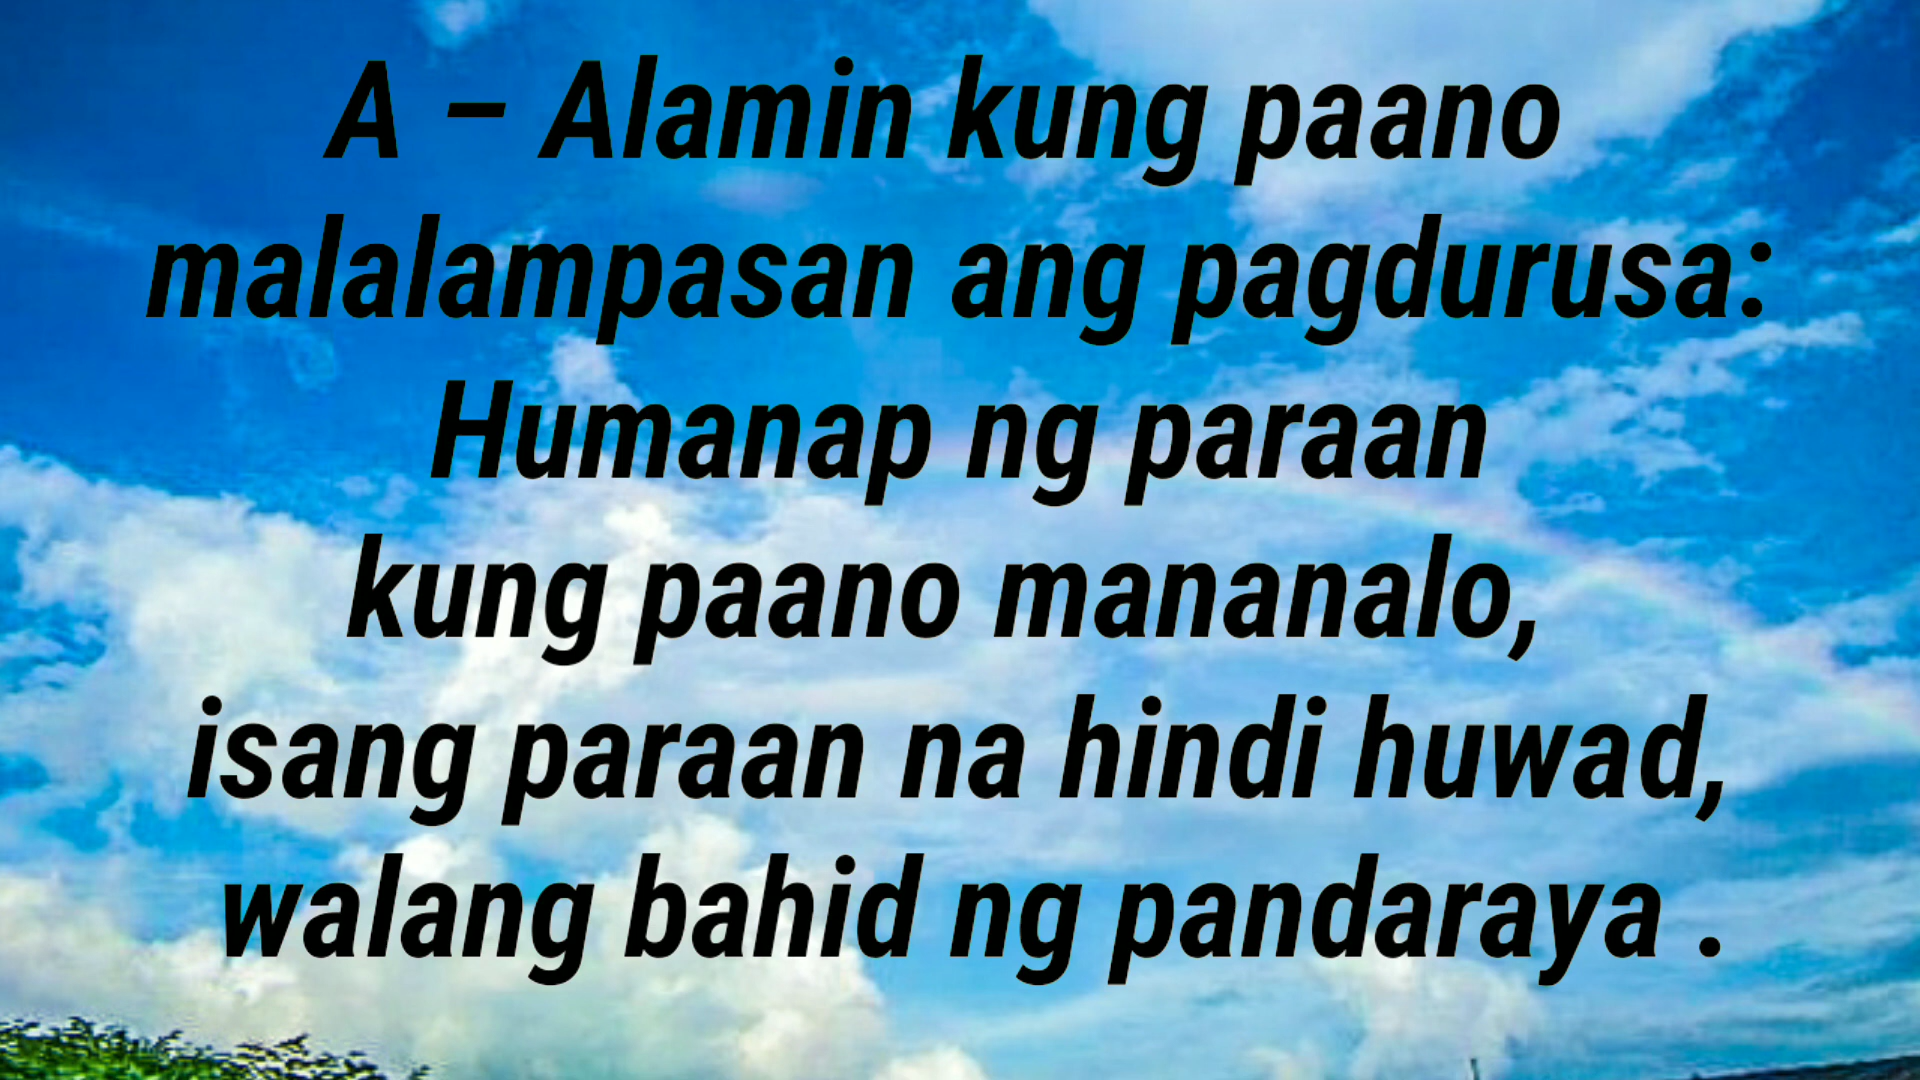 A – Alamin kung paano
malalampasan ang pagdurusa:
Humanap ng paraan
kung paano mananalo,
isang paraan na hindi huwad,
walang bahid ng pandaraya .